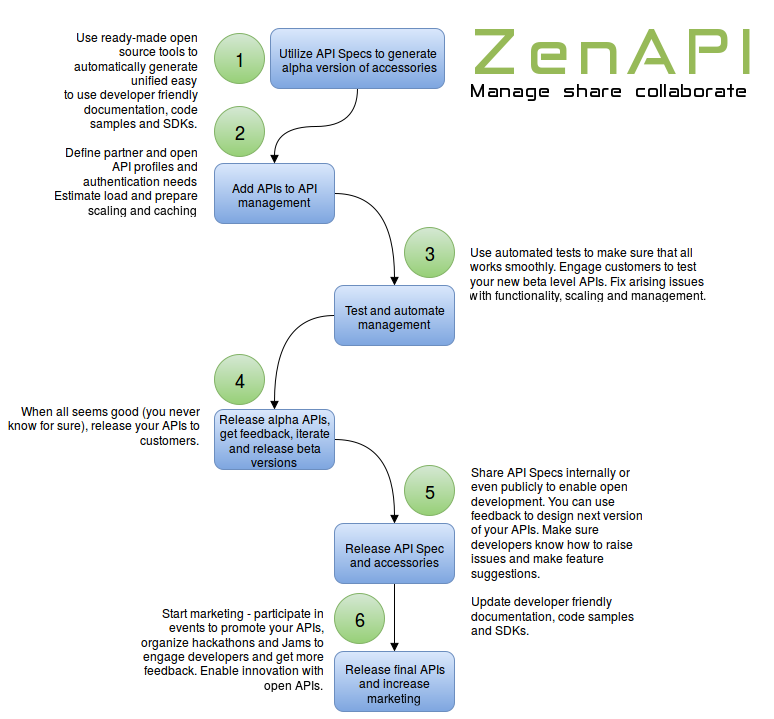 ZenAPI
Manage share collaborate
Use ready-made open
source tools to
automatically generate
unified easy
to use developer friendly
documentation, code
samples and SDKs.
1
Utilize API Specs to generate
alpha version of accessories
2
Define partner and open
API profiles and
authentication needs
Estimate load and prepare
scaling and caching
Add APIs to API
management
3
Use automated tests to make sure that all
works smoothly. Engage customers to test
your new beta level APIs. Fix arising issues
with functionality, scaling and management.
Test and automate
management
4
When all seems good (you never
know for sure), release your APIs to
customers.
Release alpha APIs,
get feedback, iterate
and release beta
versions
5
Share API Specs internally or
even publicly to enable open
development. You can use
feedback to design next version
of your APIs. Make sure
developers know how to raise
issues and make feature
suggestions.
Update developer friendly
documentation, code samples
and SDKs.
Release API Spec
and accessories
6
Start marketing - participate in
events to promote your APIs,
organize hackathons and Jams to
engage developers and get more
feedback. Enable innovation with
open APIs.
Release final APIs
and increase
marketing